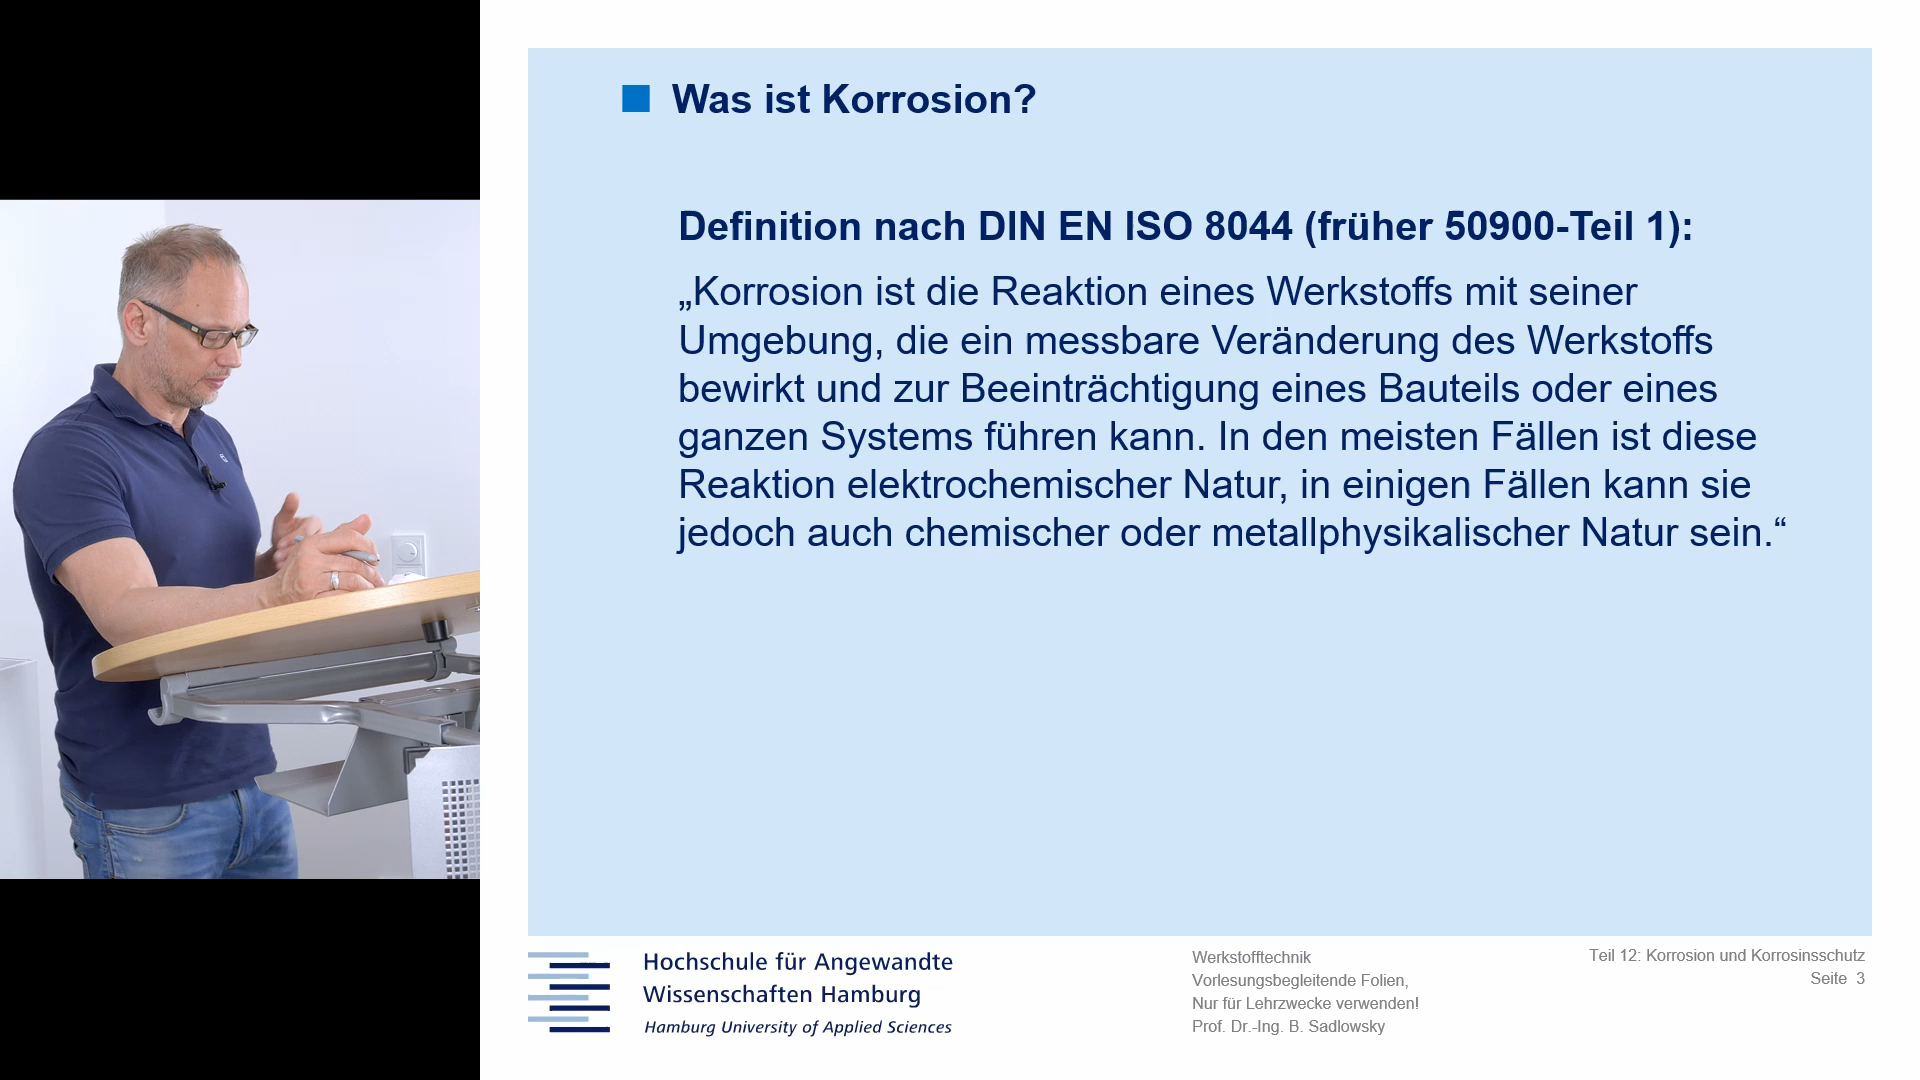 Was ist Korrosion?
Definition nach DIN EN ISO 8044 (früher 50900-Teil 1):
„Korrosion ist die Reaktion eines Werkstoffs mit seiner
Umgebung, die ein messbare Veränderung des Werkstoffs
bewirkt und zur Beeinträchtigung eines Bauteils oder eines
ganzen Systems führen kann. In den meisten Fällen ist diese
Reaktion elektrochemischer Natur, in einigen Fällen kann sie
jedoch auch chemischer oder metallphysikalischer Natur sein.“
Hochschule für Angewandte
Wissenschaften Hamburg
Hamburg University of Applied Sciences
Werkstofftechnik
Vorlesungsbegleitende Folien,
Nur für Lehrzwecke verwenden!
Prof. Dr.-Ing. B. Sadlowsky
Teil 12: Korrosion und Korrosinsschutz
Seite 3